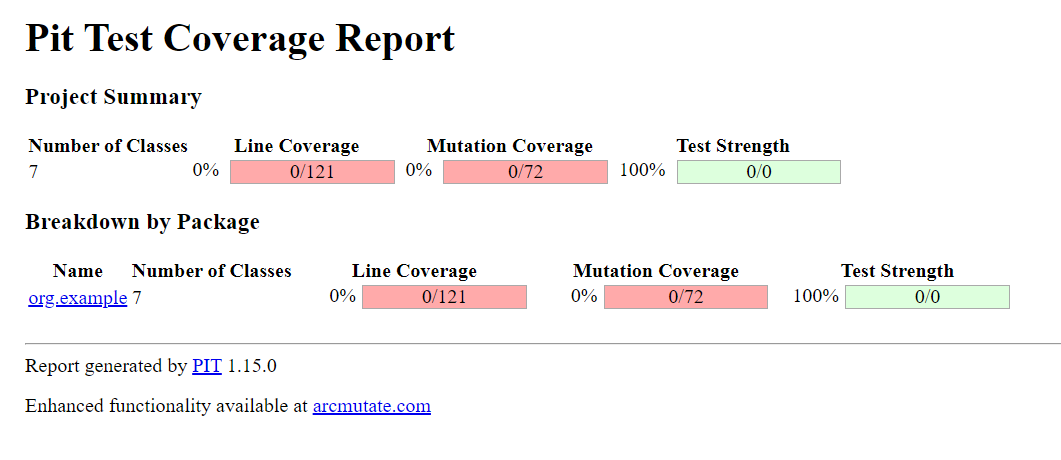 Pit Test Coverage Report
Project Summary
Number of Classes Line Coverage Mutation Coverage Test Strength
7 0% 0/121 0% 0/72 100% 0/0
Breakdown by Package
Name Number of Classes Line Coverage Mutation Coverage Test Strength
org.example 7 0% 0/121 0% 0/72 100% 0/0
Report generated by PIT 1.15.0
Enhanced functionality available at arcmutate.com